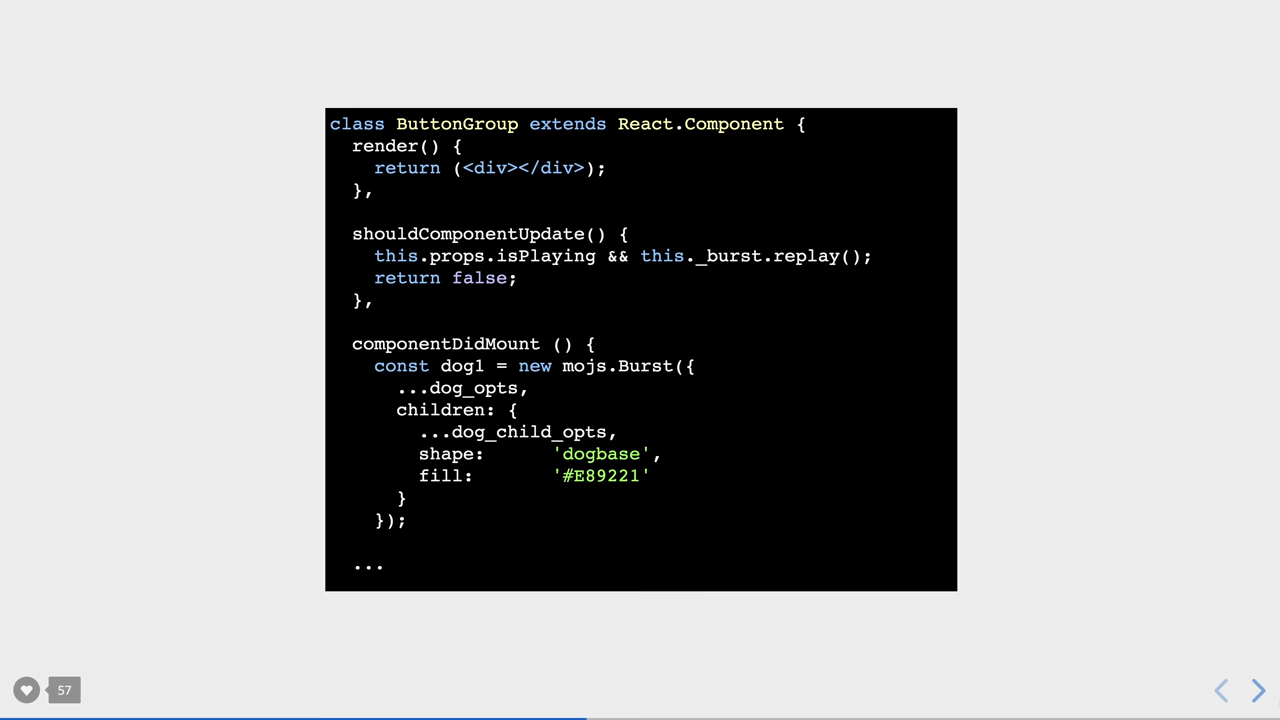 class ButtonGroup extends React.Component {
  render() {
    return (<div></div>);
  },

  shouldComponentUpdate() {
    this.props.isPlaying && this._burst.replay();
    return false;
  },

  componentDidMount () {
    const dog1 = new mojs.Burst({
      ...dog_opts,
      children: {
        ...dog_child_opts,
        shape:      'dogbase',
        fill:       '#E89221'
      }
    });

  ...
57